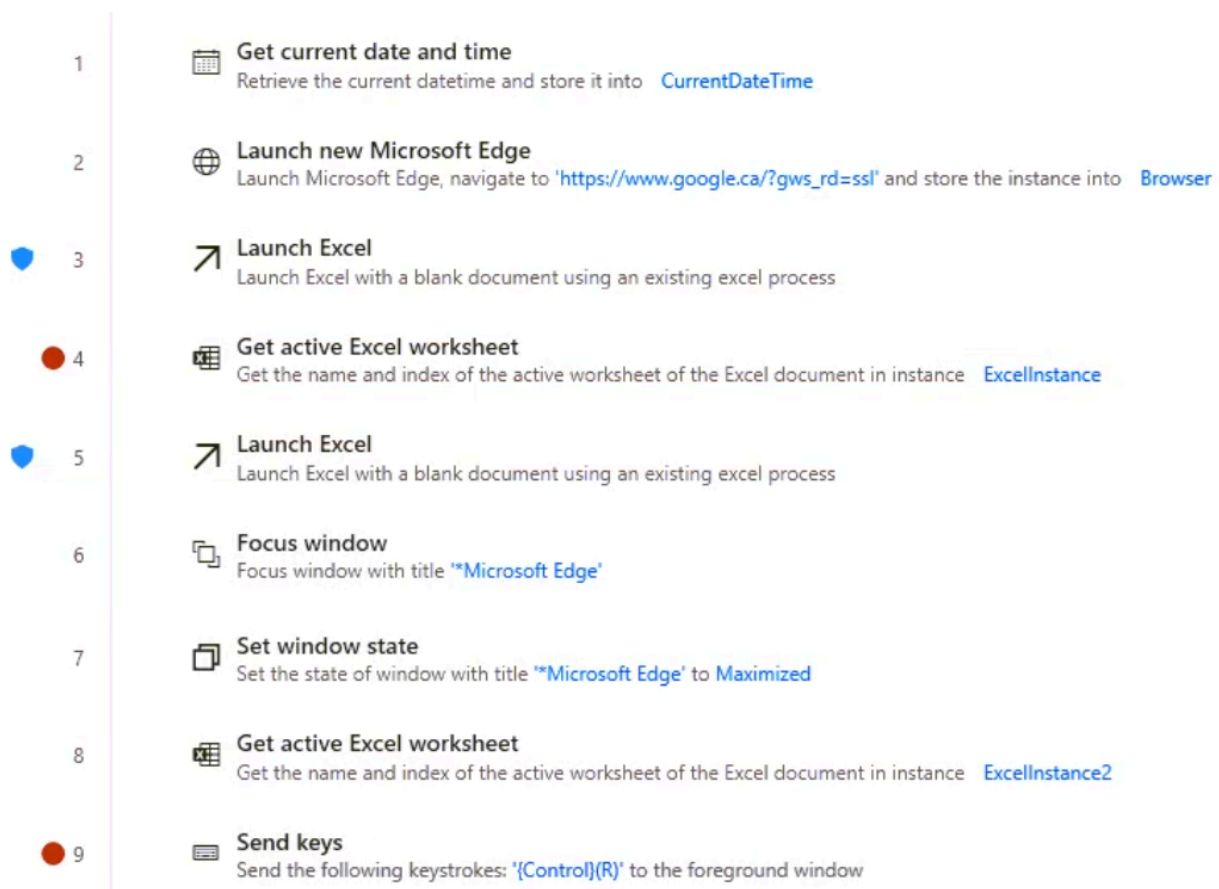 1
Get current date and time
Retrieve the current datetime and store it into CurrentDateTime
2
Launch new Microsoft Edge
Launch Microsoft Edge, navigate to 'https://www.google.ca/?gws_rd=ssl' and store the instance into Browser
3
Launch Excel
Launch Excel with a blank document using an existing excel process
4
Get active Excel worksheet
Get the name and index of the active worksheet of the Excel document in instance ExcelInstance
5
Launch Excel
Launch Excel with a blank document using an existing excel process
6
Focus window
Focus window with title '*Microsoft Edge'
7
Set window state
Set the state of window with title '*Microsoft Edge' to Maximized
8
Get active Excel worksheet
Get the name and index of the active worksheet of the Excel document in instance ExcelInstance2
9
Send keys
Send the following keystrokes: '{Control}(R)' to the foreground window